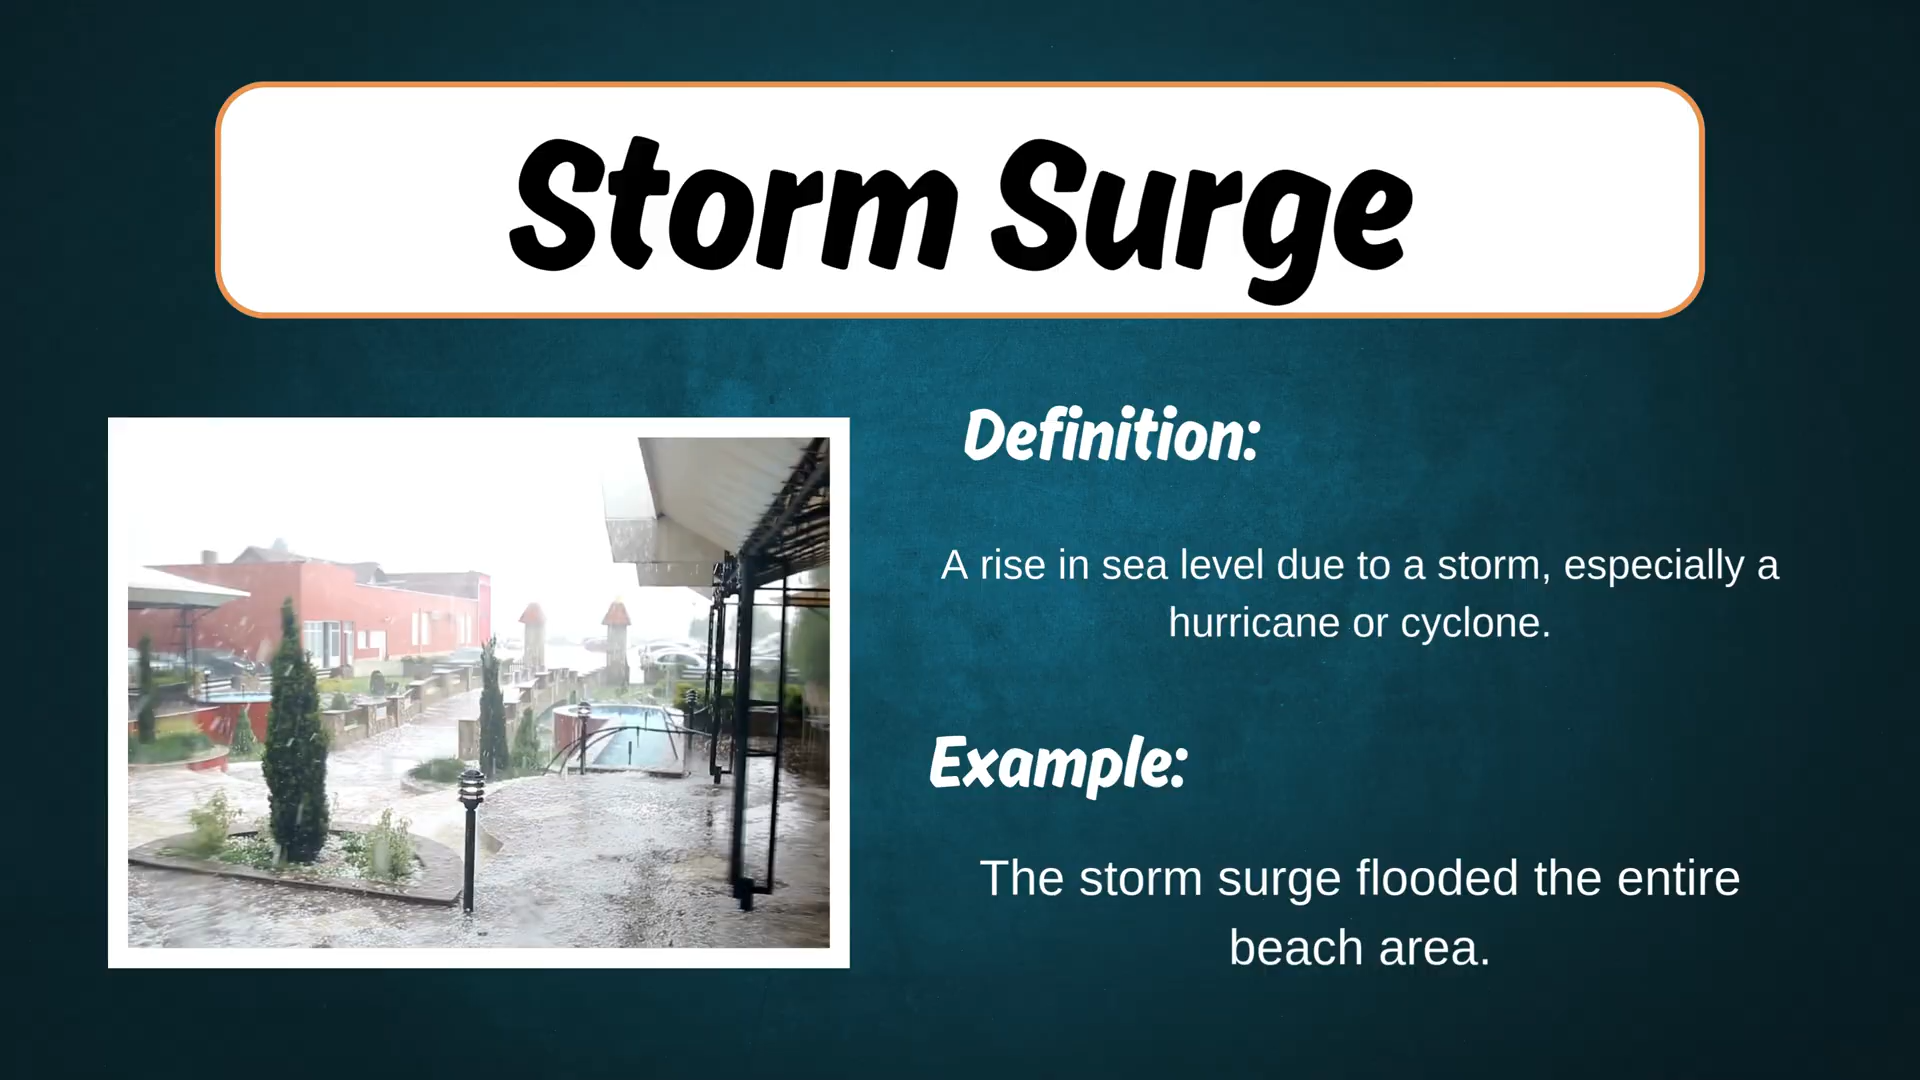 Storm Surge
Definition:
A rise in sea level due to a storm, especially a
hurricane or cyclone.
Example:
The storm surge flooded the entire
beach area.